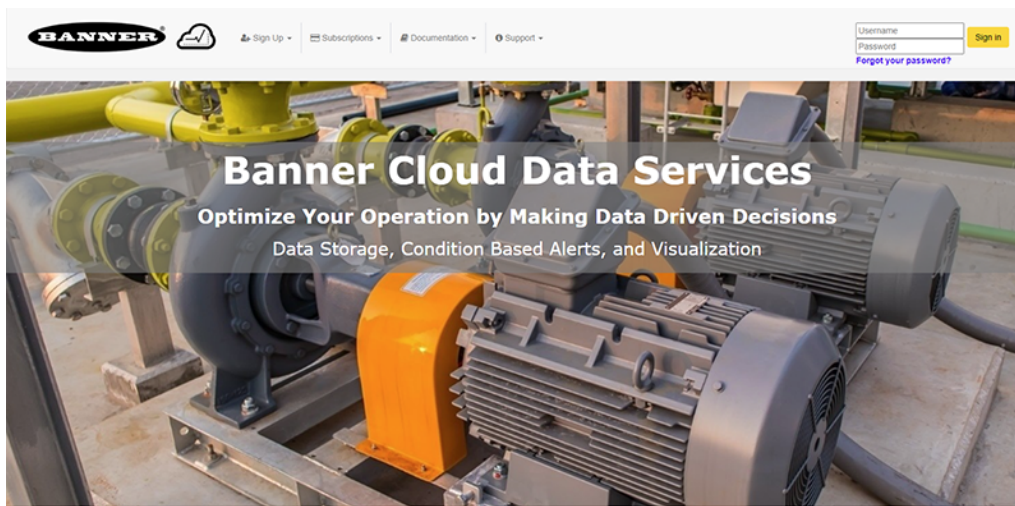 BANNER
Sign Up
Subscriptions
Documentation
Support
Username
Password
Sign in
Forgot your password?
Banner Cloud Data Services
Optimize Your Operation by Making Data Driven Decisions
Data Storage, Condition Based Alerts, and Visualization